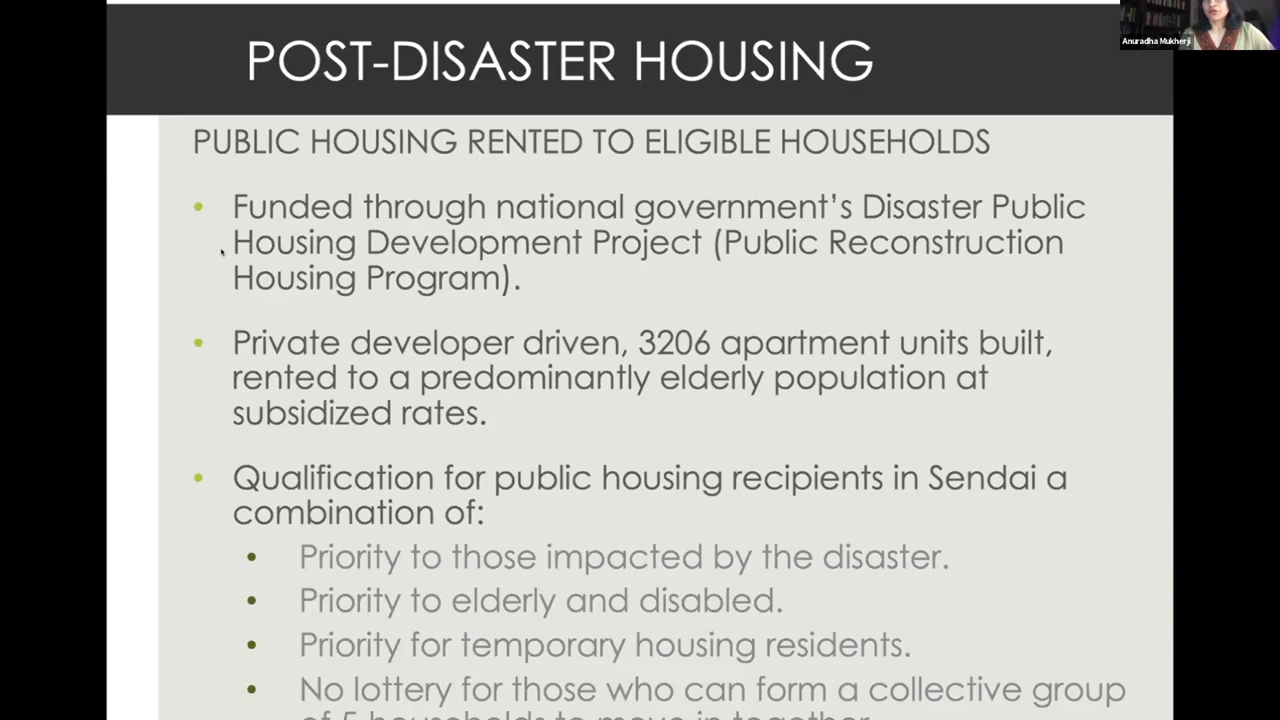 Anuradha Mukherji
POST-DISASTER HOUSING
PUBLIC HOUSING RENTED TO ELIGIBLE HOUSEHOLDS
• Funded through national government’s Disaster Public
Housing Development Project (Public Reconstruction
Housing Program).
• Private developer driven, 3206 apartment units built,
rented to a predominantly elderly population at
subsidized rates.
• Qualification for public housing recipients in Sendai a
combination of:
• Priority to those impacted by the disaster.
• Priority to elderly and disabled.
• Priority for temporary housing residents.
• No lottery for those who can form a collective group
of 5 households to move in together